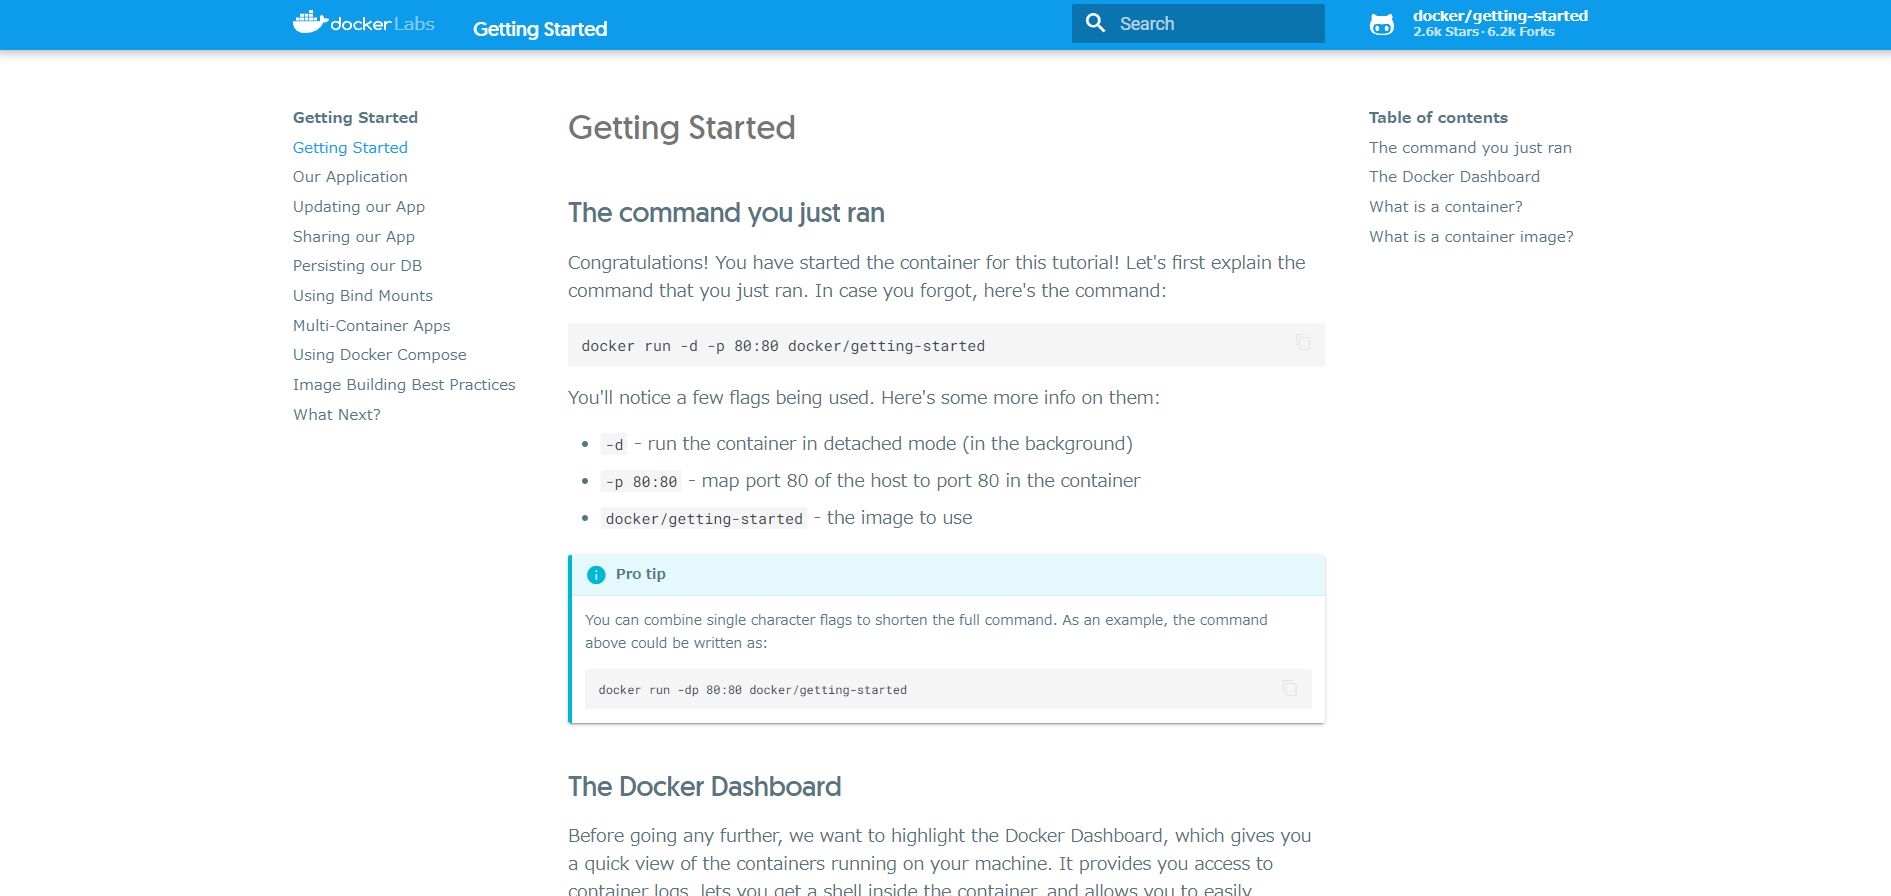 docker Labs
Getting Started
Search
docker/getting-started
2.6k Stars · 6.2k Forks
Getting Started
Getting Started
Our Application
Updating our App
Sharing our App
Persisting our DB
Using Bind Mounts
Multi-Container Apps
Using Docker Compose
Image Building Best Practices
What Next?
Getting Started
The command you just ran
Congratulations! You have started the container for this tutorial! Let's first explain the
command that you just ran. In case you forgot, here's the command:
docker run -d -p 80:80 docker/getting-started
You'll notice a few flags being used. Here's some more info on them:
-d - run the container in detached mode (in the background)
-p 80:80 - map port 80 of the host to port 80 in the container
docker/getting-started - the image to use
Pro tip
You can combine single character flags to shorten the full command. As an example, the command
above could be written as:
docker run -dp 80:80 docker/getting-started
The Docker Dashboard
Before going any further, we want to highlight the Docker Dashboard, which gives you
a quick view of the containers running on your machine. It provides you access to
container logs, lets you get a shell inside the container, and allows you to easily
Table of contents
The command you just ran
The Docker Dashboard
What is a container?
What is a container image?